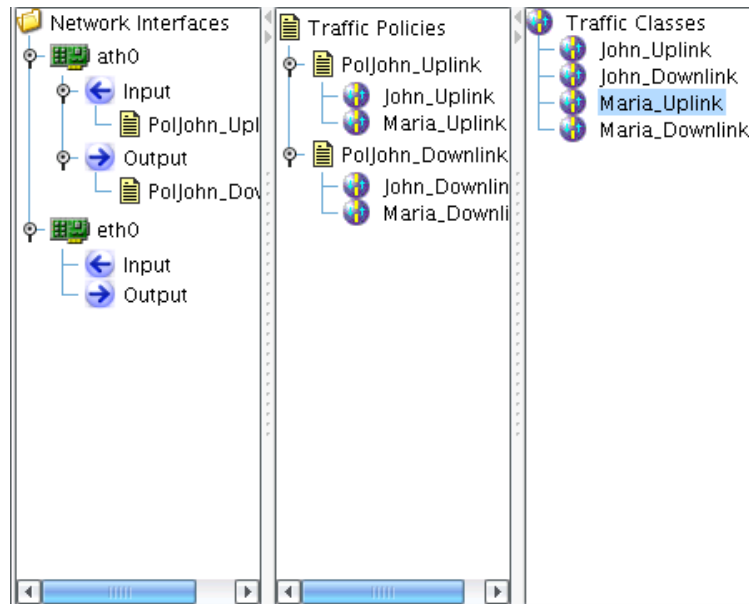 Network Interfaces
ath0
Input
PolJohn_Upl
Output
PolJohn_Dov
eth0
Input
Output
Traffic Policies
PolJohn_Uplink
John_Uplink
Maria_Uplink
PolJohn_Downlink
John_Downlin
Maria_Downli
Traffic Classes
John_Uplink
John_Downlink
Maria_Uplink
Maria_Downlink